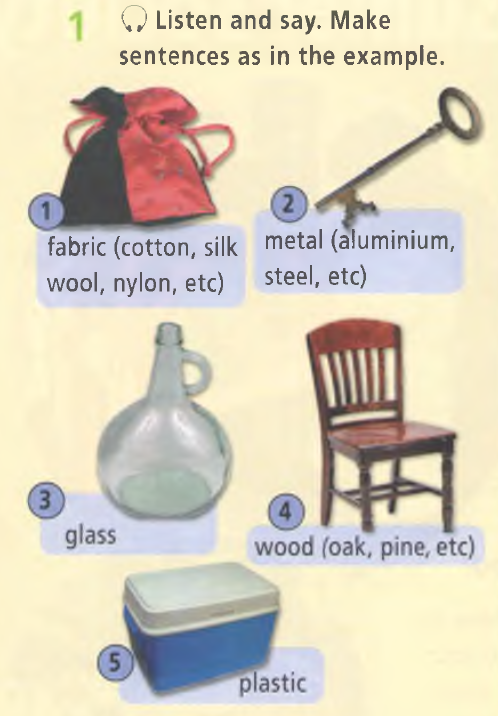 1 Listen and say. Make
sentences as in the example.
1
fabric (cotton, silk
wool, nylon, etc)
2
metal (aluminium,
steel, etc)
3
glass
4
wood (oak, pine, etc)
5
plastic